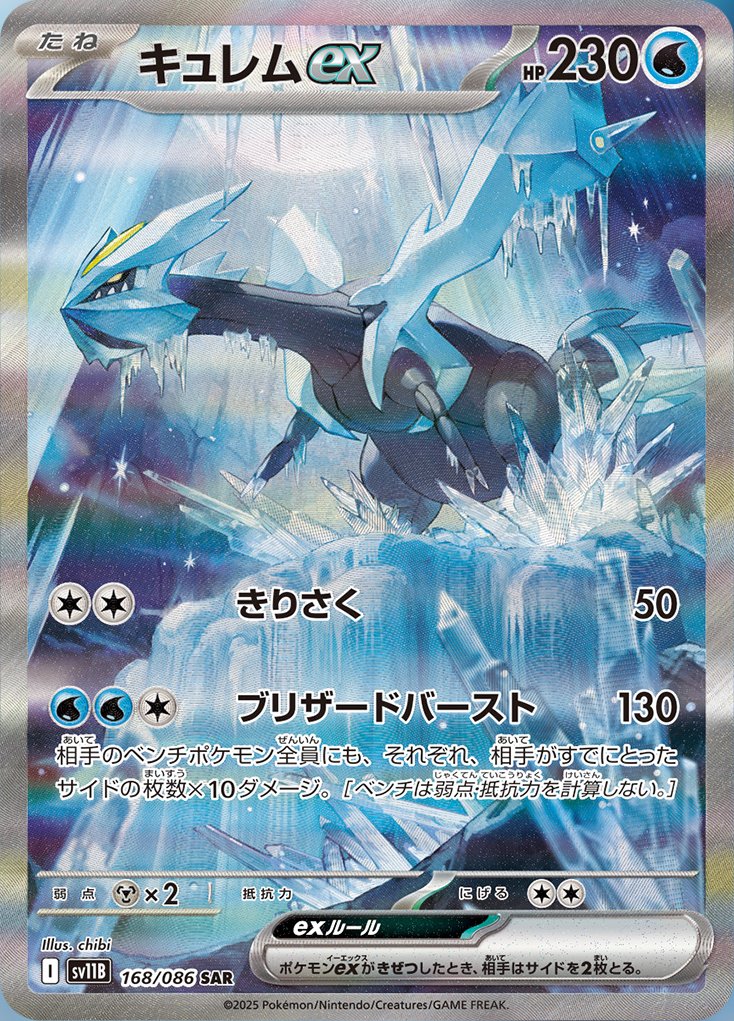 たね
キュレムex
HP230
きりさく 50
ブリザードバースト 130
相手のベンチポケモン全員にも、それぞれ、相手がすでにとった
サイドの枚数×10ダメージ。［ベンチは弱点・抵抗力を計算しない。］
弱点 ×2 抵抗力 にげる
exルール
ポケモンexがきぜつしたとき、相手はサイドを2枚とる。
Illus. chibi
I sv11B 168/086 SAR
©2025 Pokémon/Nintendo/Creatures/GAME FREAK.